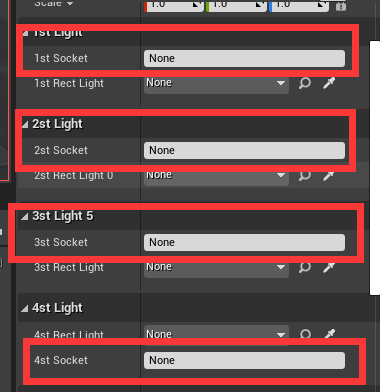 Scale 1.0 1.0 1.0
1st Light
1st Socket None
1st Rect Light None
2st Light
2st Socket None
2st Rect Light 0 None
3st Light 5
3st Socket None
3st Rect Light None
4st Light
4st Rect Light None
4st Socket None